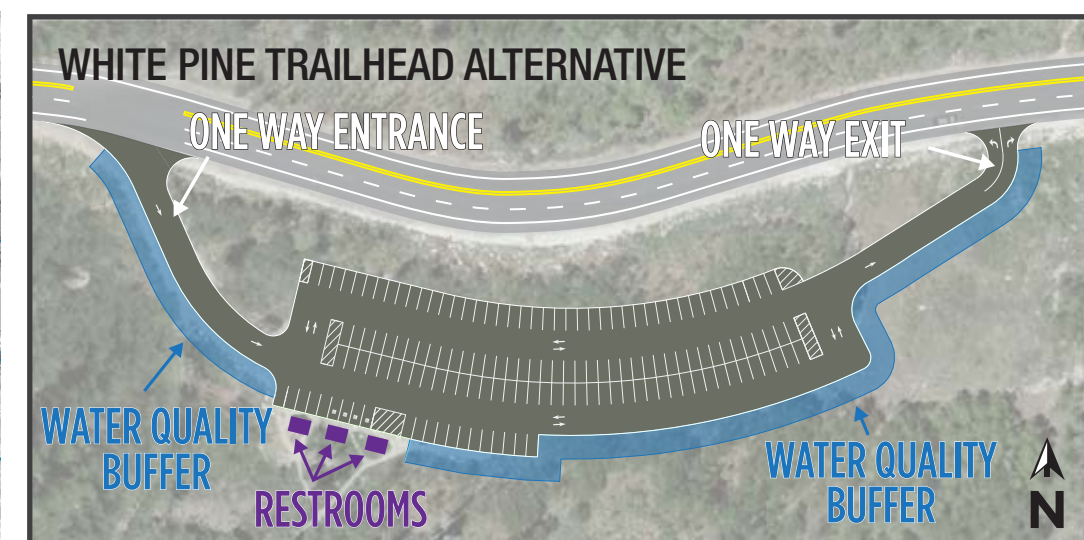 WHITE PINE TRAILHEAD ALTERNATIVE
ONE WAY ENTRANCE
ONE WAY EXIT
WATER QUALITY
BUFFER
RESTROOMS
WATER QUALITY
BUFFER
N